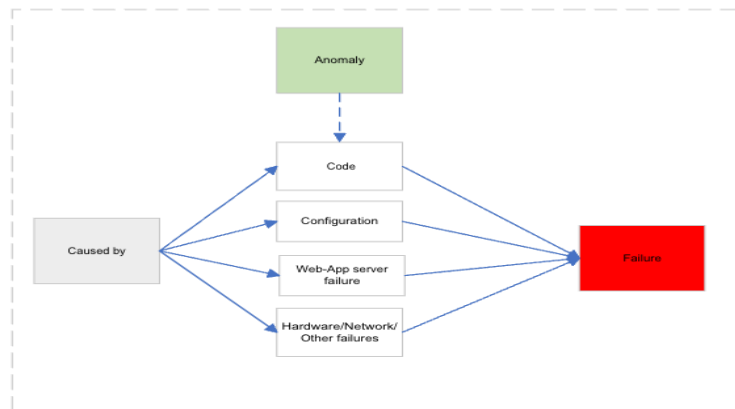 Anomaly
Code
Configuration
Caused by
Web-App server
failure
Hardware/Network/
Other failures
Failure